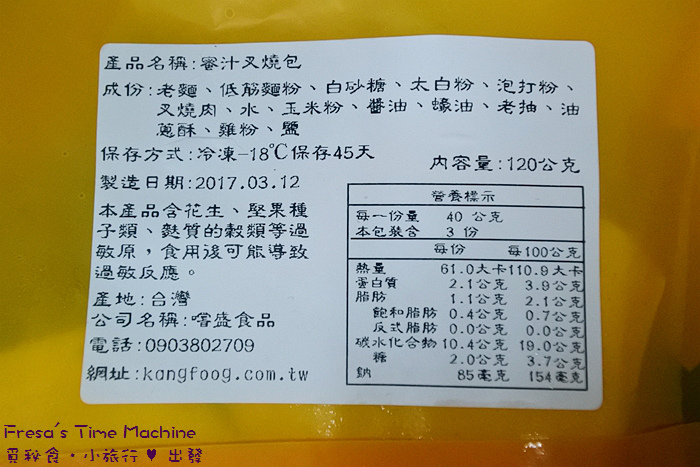 產品名稱:蜜汁叉燒包
成份:老麵、低筋麵粉、白砂糖、太白粉、泡打粉、
叉燒肉、水、玉米粉、醬油、蠔油、老抽、油
蔥酥、雞粉、鹽
保存方式:冷凍-18℃保存45天
內容量:120公克
製造日期:2017.03.12
本產品含花生、堅果種
子類、麩質的穀類等過
敏原，食用後可能導致
過敏反應。
產地:台灣
公司名稱:嚐盛食品
電話:0903802709
網址:kangfoog.com.tw
營養標示
每一份量 40 公克
本包裝含 3 份
每份 每100公克
熱量 61.0大卡 110.9大卡
蛋白質 2.1公克 3.9公克
脂肪 1.1公克 2.1公克
飽和脂肪 0.4公克 0.7公克
反式脂肪 0.0公克 0.0公克
碳水化合物 10.4公克 19.0公克
糖 2.0公克 3.7公克
鈉 85毫克 154毫克
Fresa's Time Machine
覓秘食·小旅行♥出發